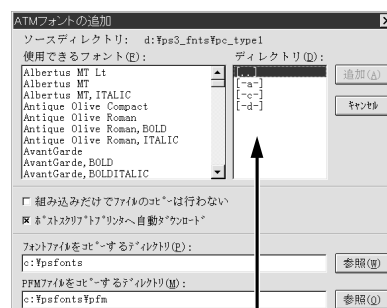 ATMフォントの追加
ソースディレクトリ: d:¥ps3_fnts¥pc_type1
使用できるフォント(F):
ディレクトリ(D):
Albertus MT Lt
Albertus MT
Albertus MT,ITALIC
Antique Olive Compact
Antique Olive Roman
Antique Olive Roman,BOLD
Antique Olive Roman,ITALIC
AvantGarde
AvantGarde,BOLD
AvantGarde,BOLDITALIC
[..]
[-a-]
[-c-]
[-d-]
追加(A)
ｷｬﾝｾﾙ
組み込みだけでﾌｧｲﾙのｺﾋﾟｰは行わない
ﾎﾟｽﾄｽｸﾘﾌﾟﾄﾌﾟﾘﾝﾀへ自動ﾀﾞｳﾝﾛｰﾄﾞ
ﾌｫﾝﾄﾌｧｲﾙをｺﾋﾟｰするﾃﾞｨﾚｸﾄﾘ(P):
c:¥psfonts
参照(W)
PFMﾌｧｲﾙをｺﾋﾟｰするﾃﾞｨﾚｸﾄﾘ(M):
c:¥psfonts¥pfm
参照(O)